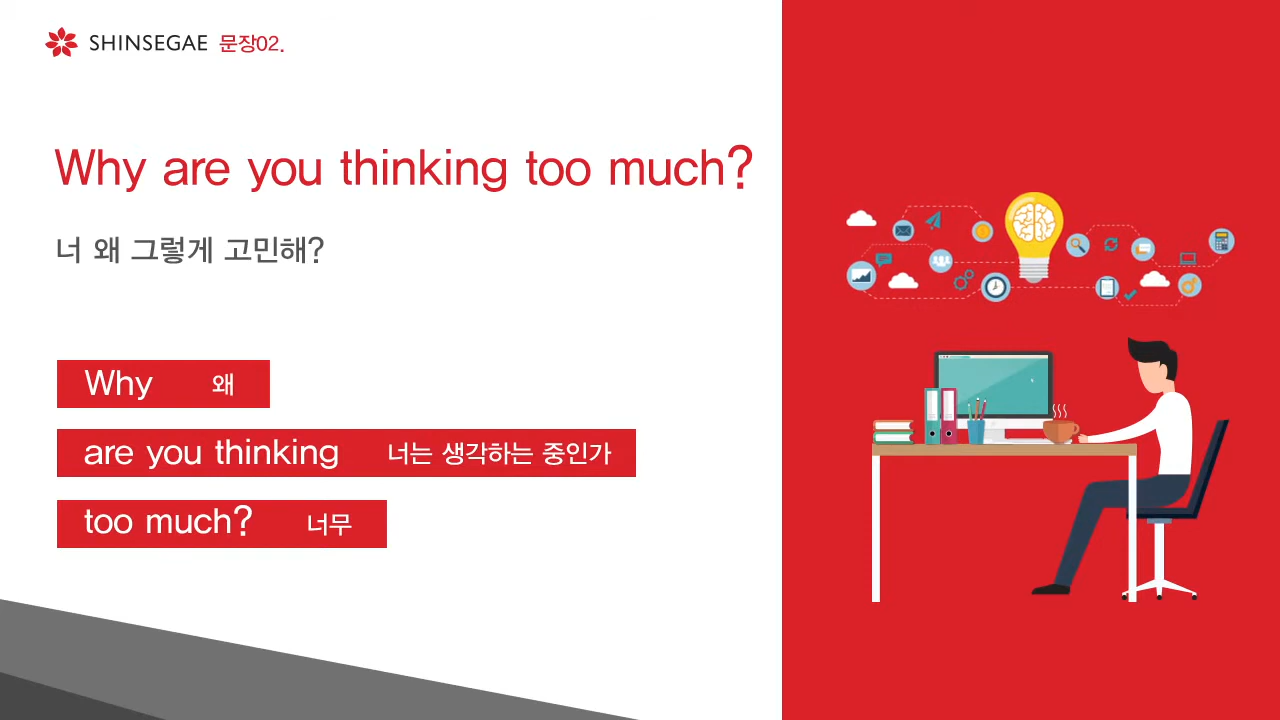 SHINSEGAE 문장02.
Why are you thinking too much?
너 왜 그렇게 고민해?
Why 왜
are you thinking 너는 생각하는 중인가
too much? 너무